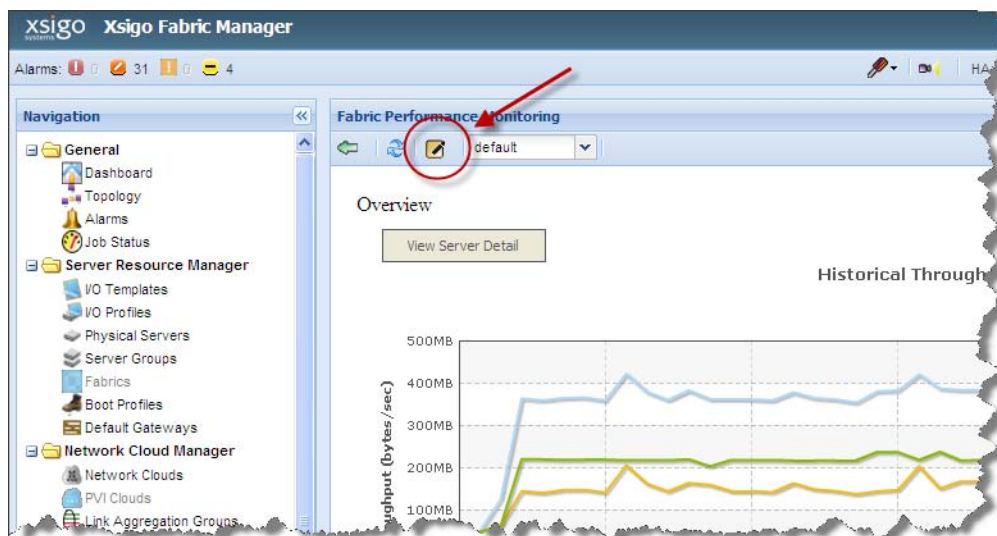 xsigo systems Xsigo Fabric Manager
Alarms: 0 31 0 4
HA
Navigation
General
Dashboard
Topology
Alarms
Job Status
Server Resource Manager
I/O Templates
I/O Profiles
Physical Servers
Server Groups
Fabrics
Boot Profiles
Default Gateways
Network Cloud Manager
Network Clouds
PVI Clouds
Link Aggregation Groups
Fabric Performance Monitoring
default
Overview
View Server Detail
Historical Through
500MB
400MB
300MB
200MB
100MB
ughput (bytes/sec)